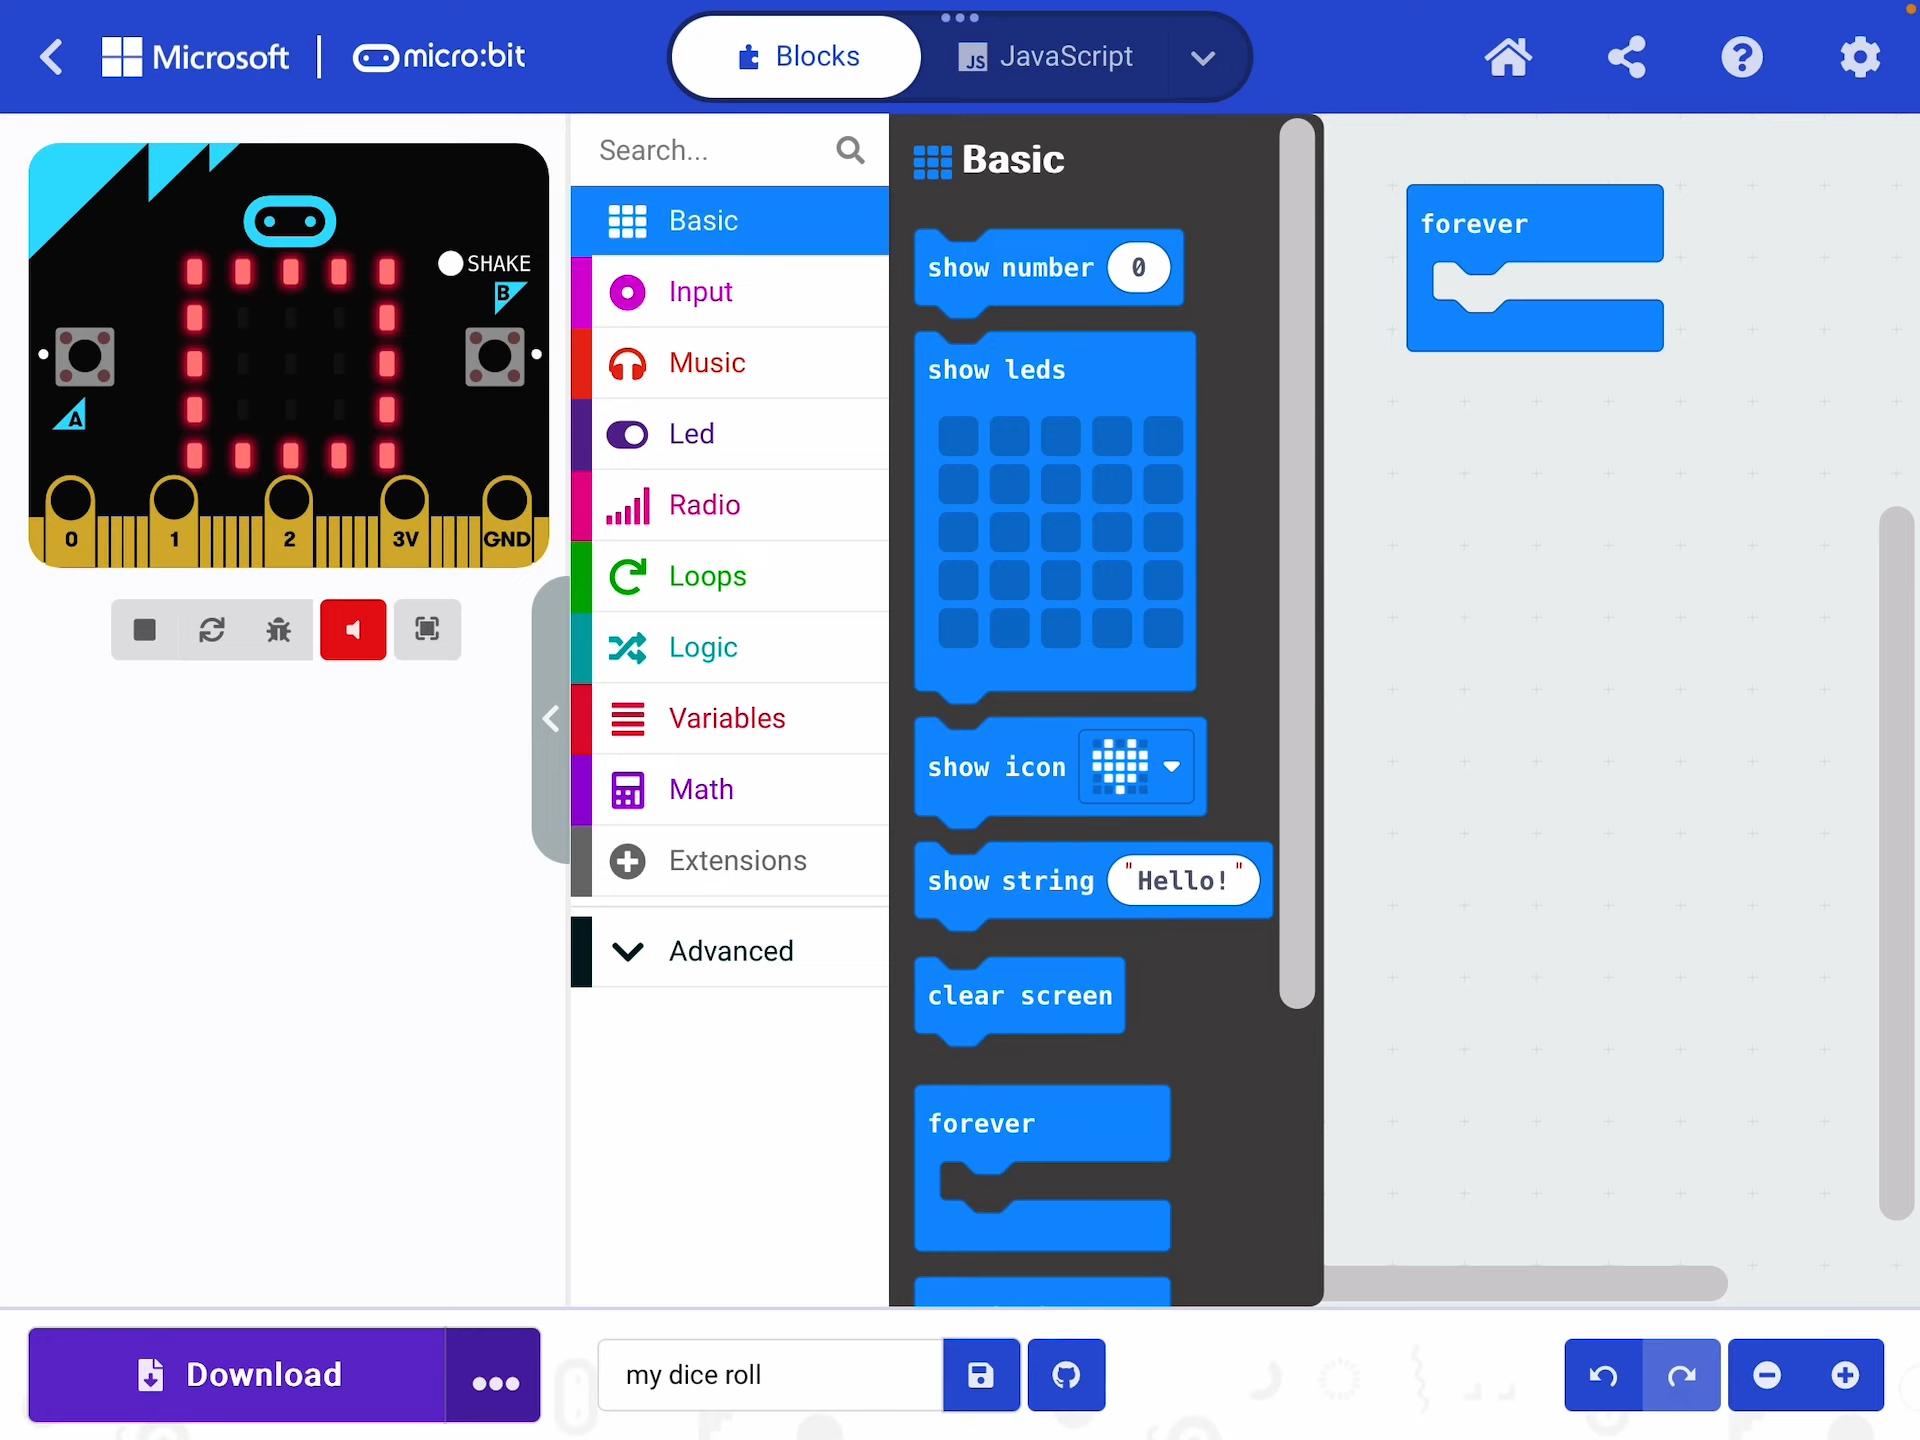 Microsoft | micro:bit
Blocks
JS JavaScript
SHAKE
B
A
0 1 2 3V GND
Search...
Basic
Input
Music
Led
Radio
Loops
Logic
Variables
Math
Extensions
Advanced
Basic
show number 0
show leds
show icon
show string "Hello!"
clear screen
forever
forever
Download
my dice roll